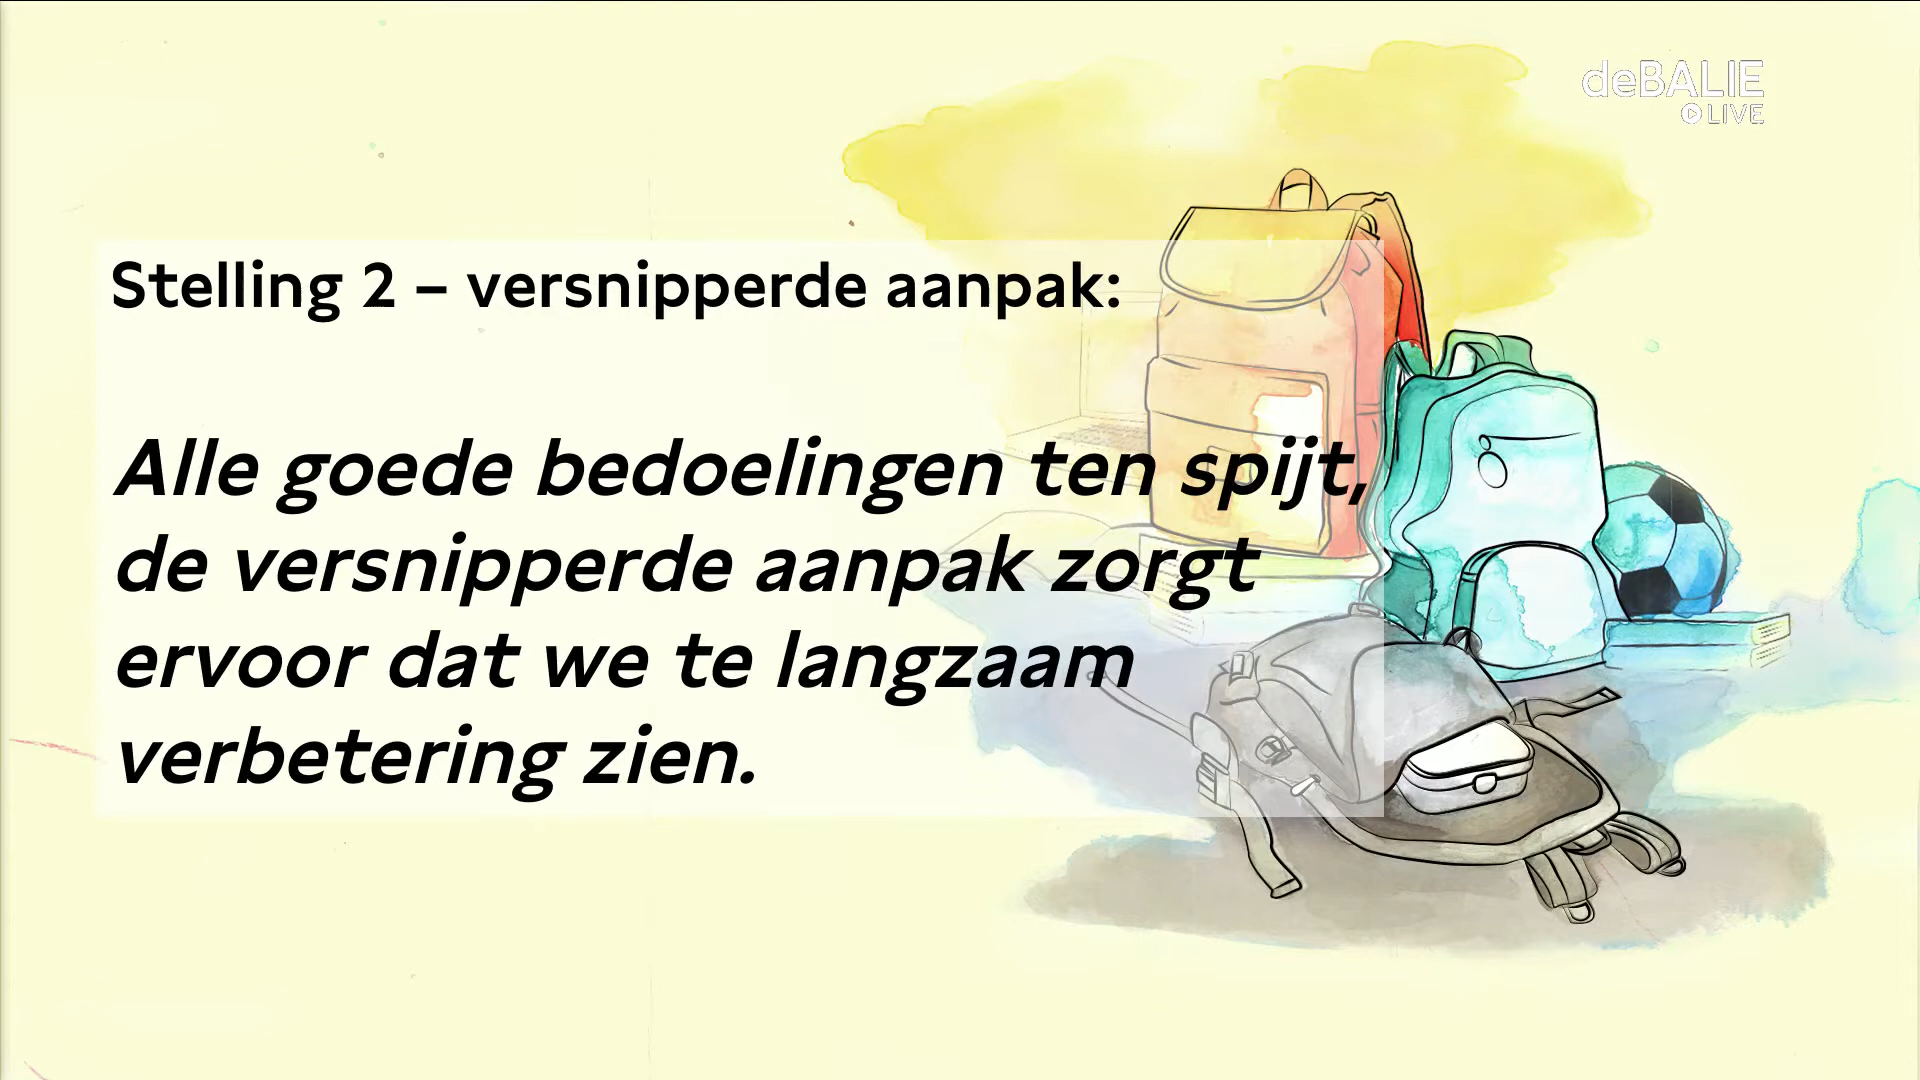 deBALIE
LIVE
Stelling 2 – versnipperde aanpak:
Alle goede bedoelingen ten spijt,
de versnipperde aanpak zorgt
ervoor dat we te langzaam
verbetering zien.